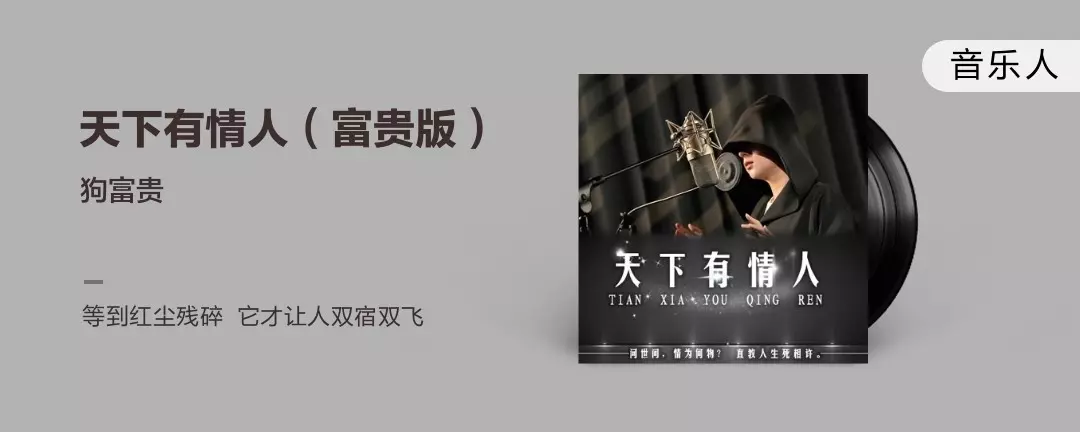 音乐人
天下有情人（富贵版）
狗富贵
等到红尘残碎 它才让人双宿双飞
天下有情人
TIAN XIA YOU QING REN
问世间，情为何物？ 直教人生死相许。